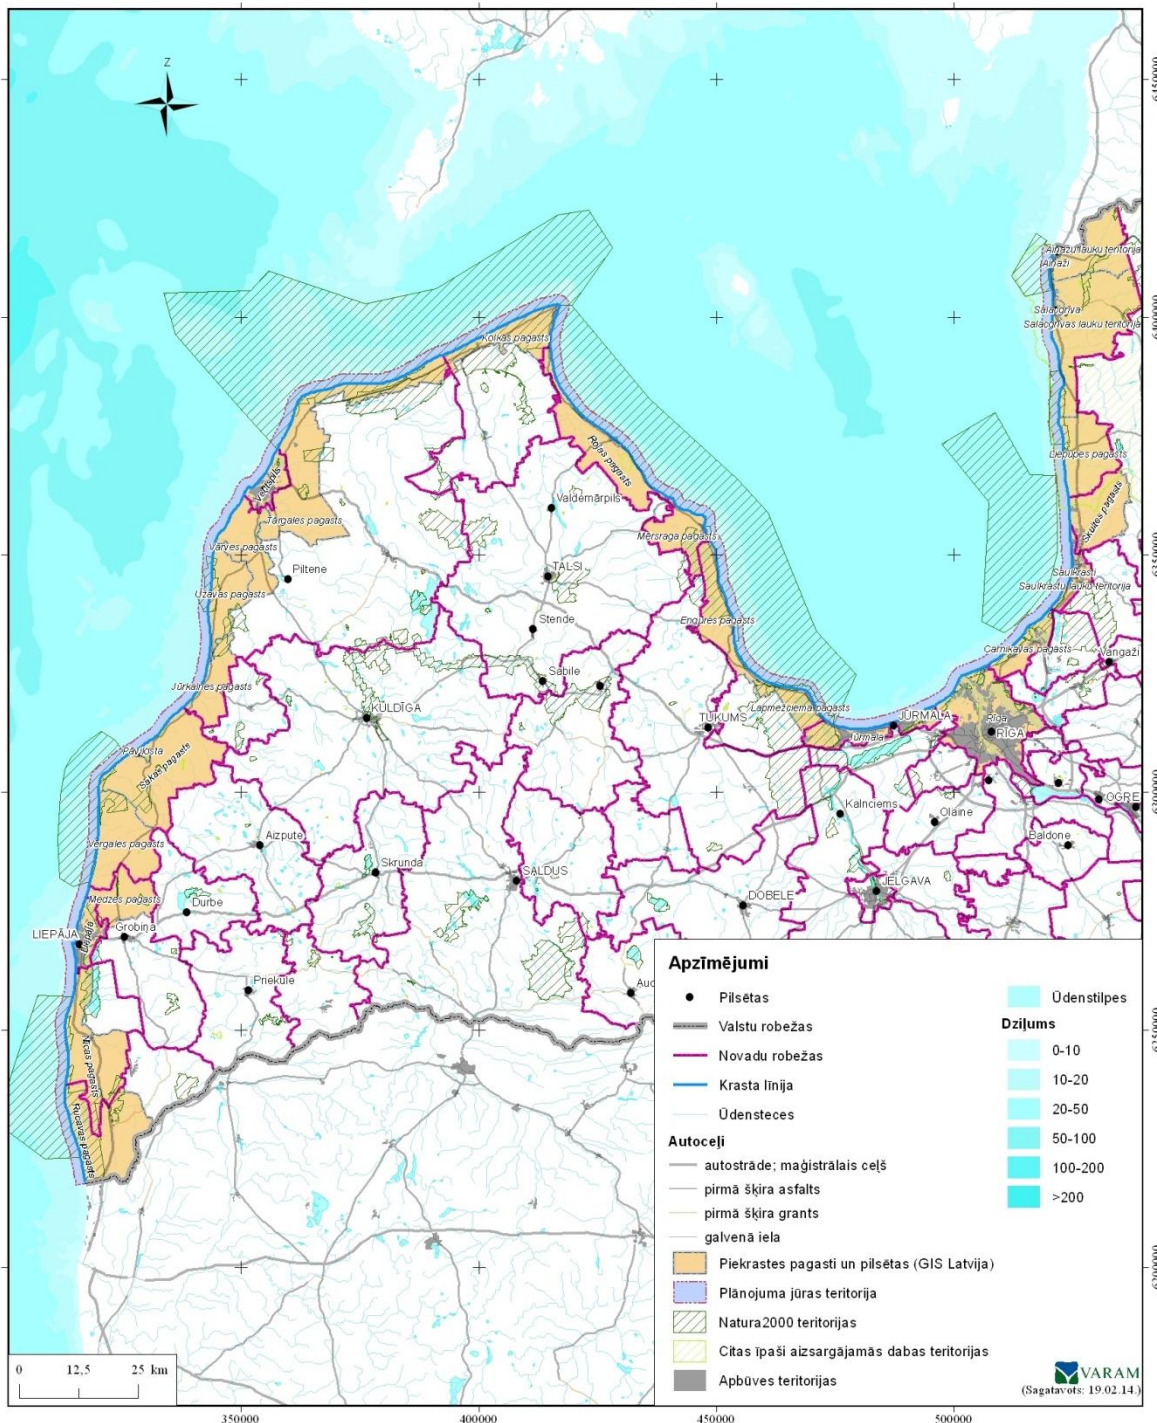 Z
6450000
Ainažu lauku teritorija
Ainaži
Salacgrīva
6400000
Salacgrīvas lauku teritorija
Kolkas pagasts
Rojas pagasts
Liepupes pagasts
Ventspils
Valdemārpils
Skultes pagasts
Tārgales pagasts
Mērsraga pagasts
Vārves pagasts
6350000
Piltene
TALSI
Saulkrasti
Saulkrastu lauku teritorija
Užavas pagasts
Stende
Engures pagasts
Carnikavas pagasts
Vangaži
Jūrkalnes pagasts
Sabile
KULDĪGA
Lapmežciema pagasts
TUKUMS
JŪRMALA
Jūrmala
Rīga
RĪGA
Pāvilosta
Sakas pagasts
6300000
Kalnciems
OGRE
Olaine
Baldone
Vērgales pagasts
Aizpute
Skrunda
SALDUS
JELGAVA
DOBELE
Medzes pagasts
Durbe
LIEPĀJA
Liepāja
Grobiņa
Priekule
Auc
6250000
Nīcas pagasts
Rucavas pagasts
6200000
Apzīmējumi
Pilsētas
Valstu robežas
Novadu robežas
Krasta līnija
Ūdensteces
Autoceļi
autostrāde; maģistrālais ceļš
pirmā šķira asfalts
pirmā šķira grants
galvenā iela
Piekrastes pagasti un pilsētas (GIS Latvija)
Plānojuma jūras teritorija
Natura2000 teritorijas
Citas īpaši aizsargājamās dabas teritorijas
Apbūves teritorijas
Ūdenstilpes
Dziļums
0-10
10-20
20-50
50-100
100-200
>200
VARAM
(Sagatavots: 19.02.14.)
0 12,5 25 km
350000 400000 450000 500000